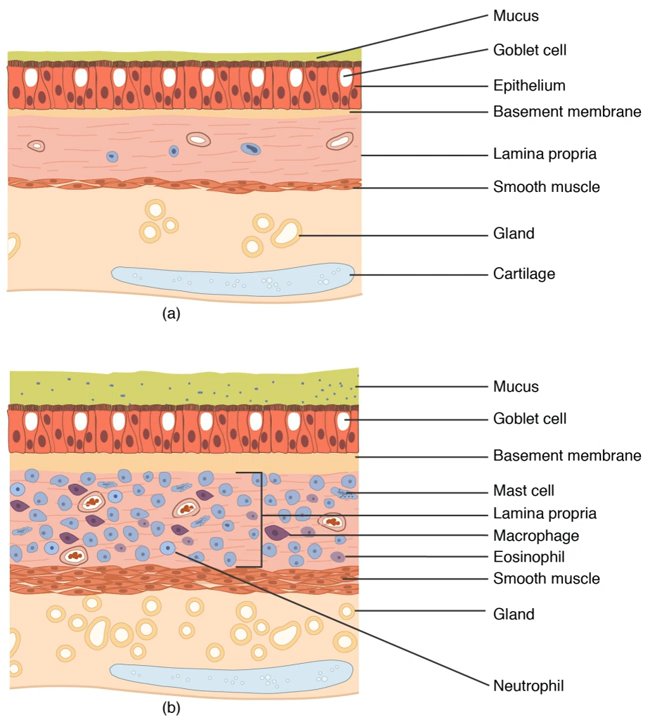 Mucus
Goblet cell
Epithelium
Basement membrane
Lamina propria
Smooth muscle
Gland
Cartilage
(a)
Mucus
Goblet cell
Basement membrane
Mast cell
Lamina propria
Macrophage
Eosinophil
Smooth muscle
Gland
Neutrophil
(b)